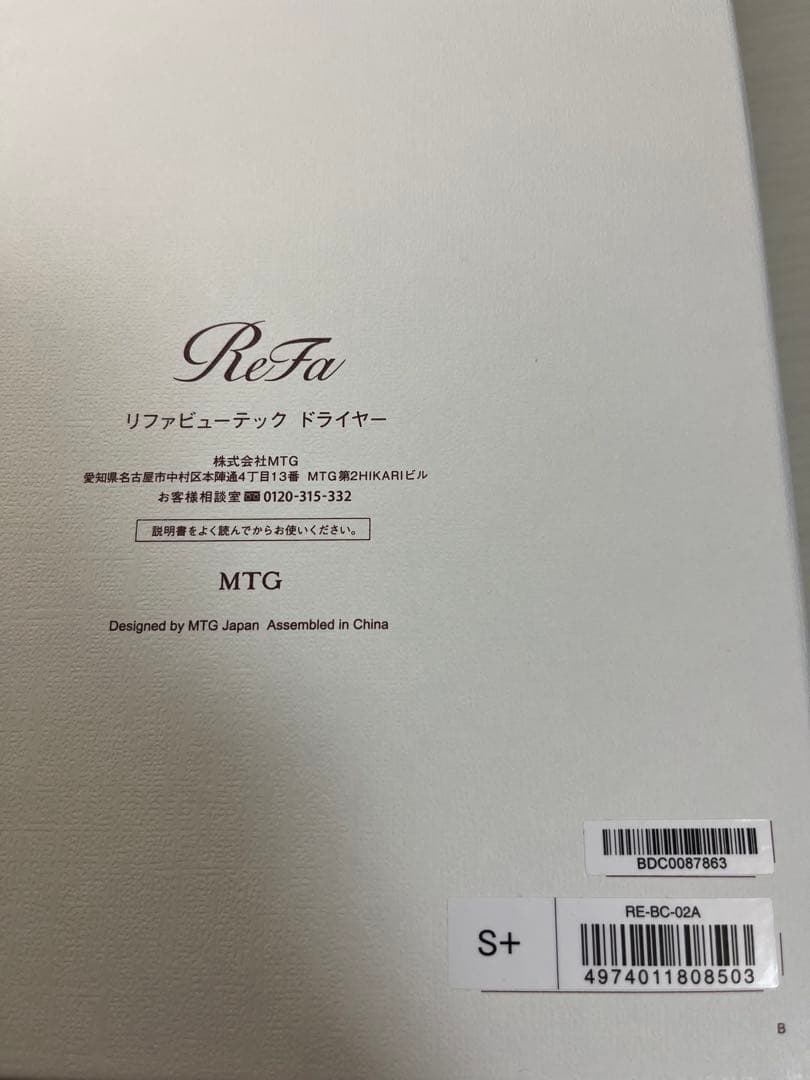 ReFa
リファビューテック ドライヤー
株式会社MTG
愛知県名古屋市中村区本陣通4丁目13番 MTG第2HIKARIビル
お客様相談室 0120-315-332
説明書をよく読んでからお使いください。
MTG
Designed by MTG Japan Assembled in China
BDC0087863
S+
RE-BC-02A
4974011808503
B